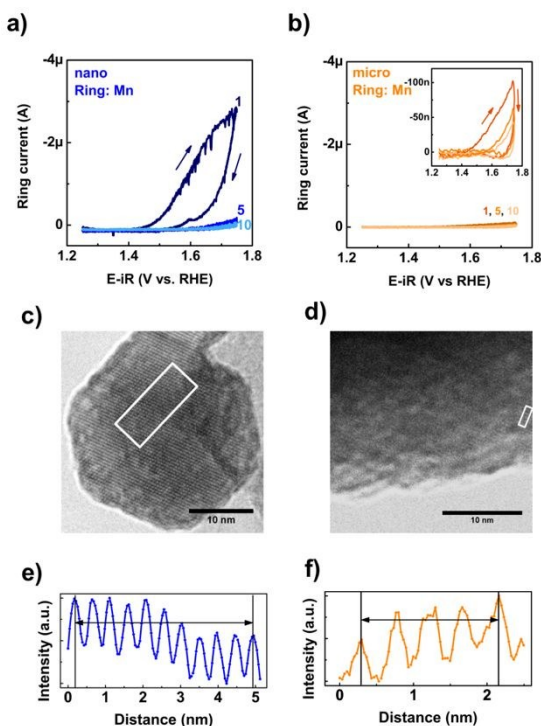 a)
nano
Ring: Mn
1
5
10
-4µ
-2µ
0
Ring current (A)
1.2 1.4 1.6 1.8
E-iR (V vs. RHE)
b)
micro
Ring: Mn
-4µ
-2µ
0
Ring current (A)
-100n
-50n
0
1.2 1.4 1.6 1.8
1, 5, 10
1.2 1.4 1.6 1.8
E-iR (V vs RHE)
c)
10 nm
d)
10 nm
e)
Intensity (a.u.)
0 1 2 3 4 5
Distance (nm)
f)
Intensity (a.u.)
0 1 2
Distance (nm)